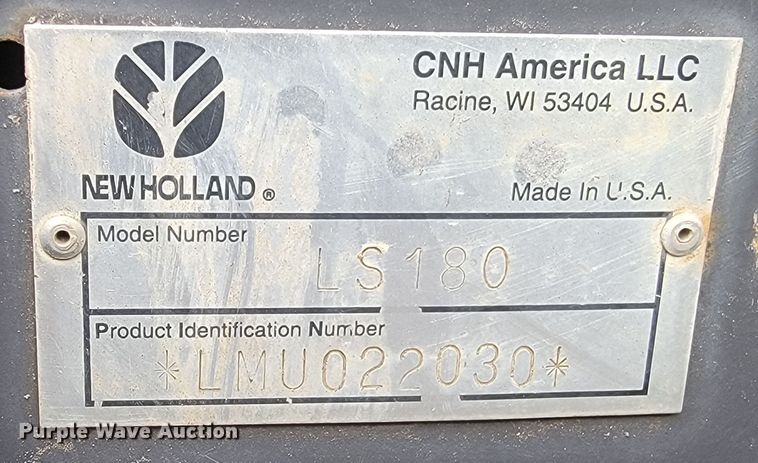 CNH America LLC
Racine, WI 53404 U.S.A.
NEW HOLLAND ®
Made In U.S.A.
Model Number
LS180
Product Identification Number
*LMU022030*
Purple Wave Auction